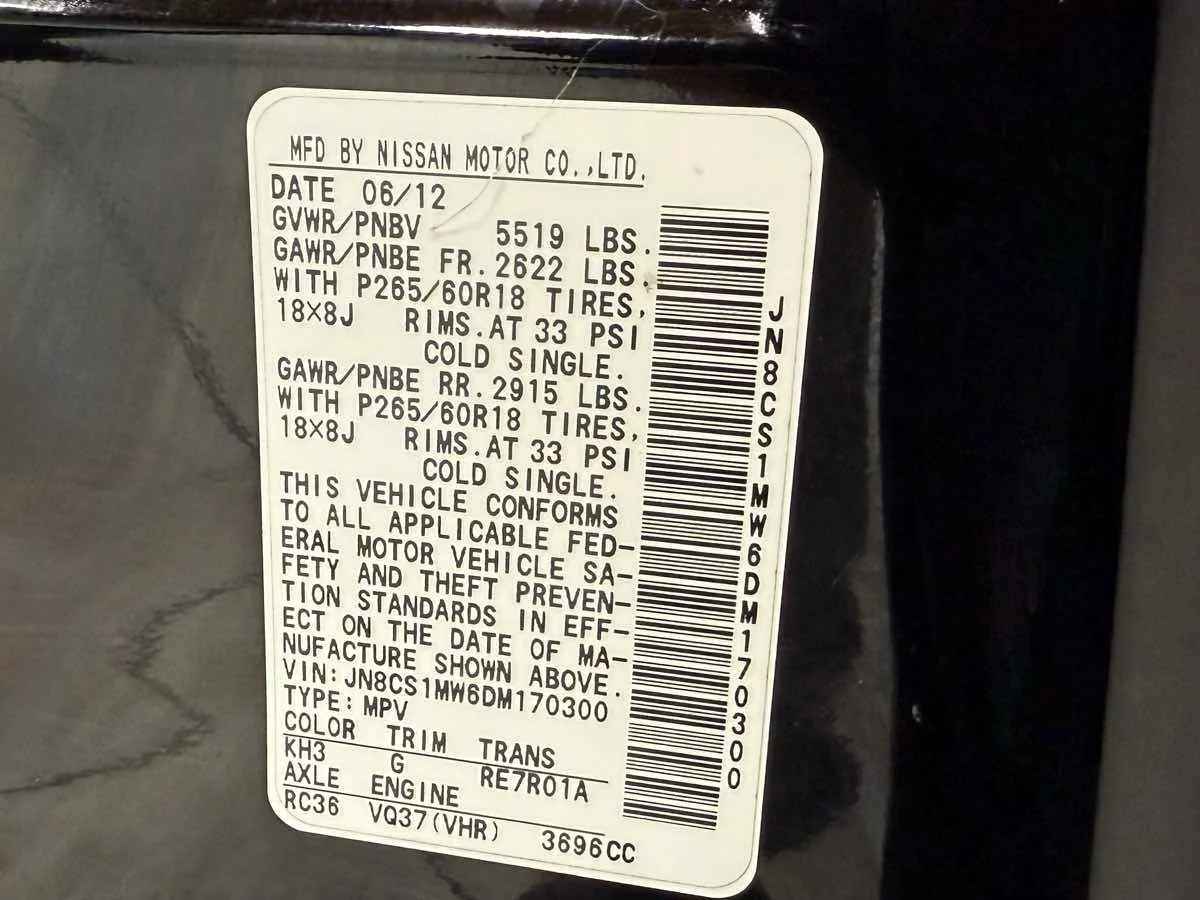 MFD BY NISSAN MOTOR CO.,LTD.
DATE 06/12
GVWR/PNBV 5519 LBS.
GAWR/PNBE FR. 2622 LBS.
WITH P265/60R18 TIRES,
18X8J RIMS. AT 33 PSI
COLD SINGLE.
GAWR/PNBE RR. 2915 LBS.
WITH P265/60R18 TIRES,
18X8J RIMS. AT 33 PSI
COLD SINGLE.
THIS VEHICLE CONFORMS
TO ALL APPLICABLE FED-
ERAL MOTOR VEHICLE SA-
FETY AND THEFT PREVEN-
TION STANDARDS IN EFF-
ECT ON THE DATE OF MA-
NUFACTURE SHOWN ABOVE.
VIN: JN8CS1MW6DM170300
TYPE: MPV
COLOR TRIM TRANS
KH3 G RE7R01A
AXLE ENGINE
RC36 VQ37(VHR) 3696CC
JN8CS1MW6DM170300